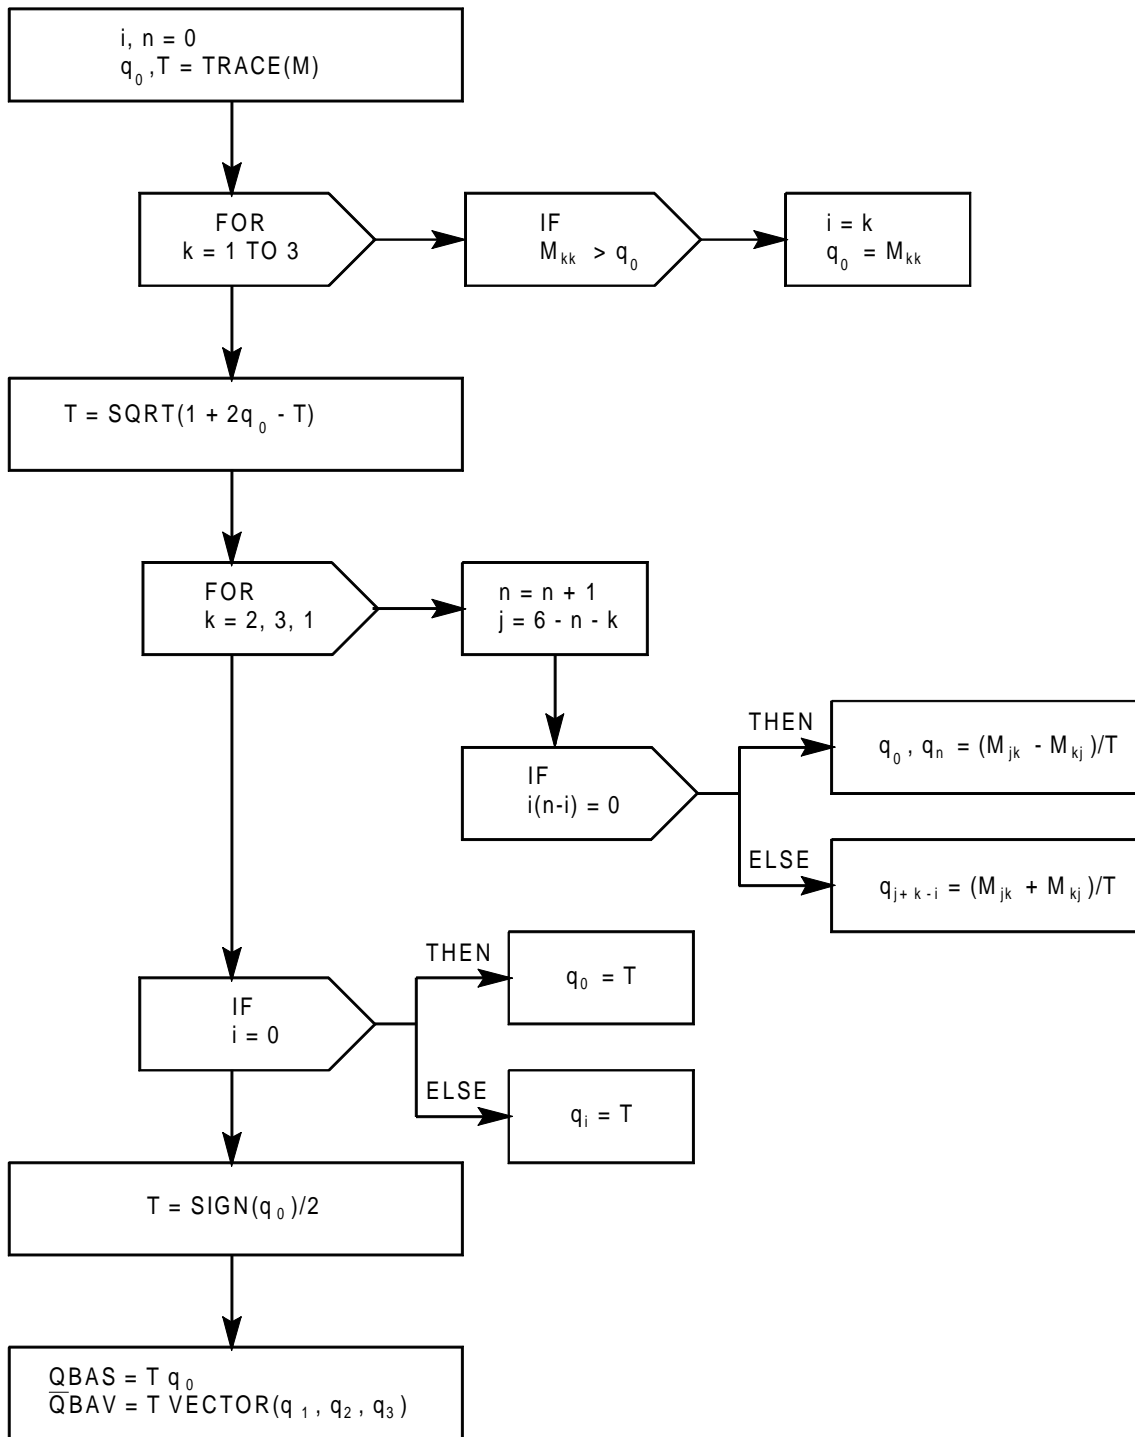 i, n = 0
q₀ ,T = TRACE(M)
FOR
k = 1 TO 3
IF
Mₖₖ > q₀
i = k
q₀ = Mₖₖ
T = SQRT(1 + 2q₀ - T)
FOR
k = 2, 3, 1
n = n + 1
j = 6 - n - k
IF
i(n-i) = 0
THEN
q₀ , qₙ = (Mⱼₖ - Mₖⱼ)/T
ELSE
qⱼ₊ₖ₋ᵢ = (Mⱼₖ + Mₖⱼ)/T
IF
i = 0
THEN
q₀ = T
ELSE
qᵢ = T
T = SIGN(q₀)/2
QBAS = T q₀
Q̅BAV = T VECTOR(q₁ , q₂ , q₃)